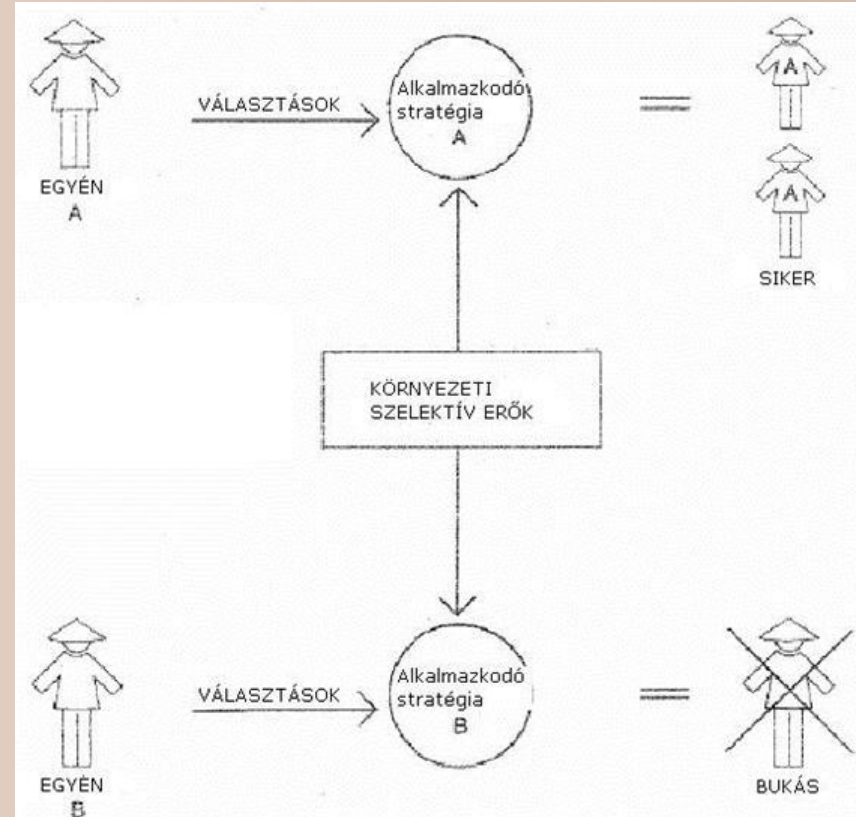 EGYÉN
A
VÁLASZTÁSOK
Alkalmazkodó
stratégia
A
A
A
SIKER
KÖRNYEZETI
SZELEKTÍV ERŐK
EGYÉN
B
VÁLASZTÁSOK
Alkalmazkodó
stratégia
B
BUKÁS